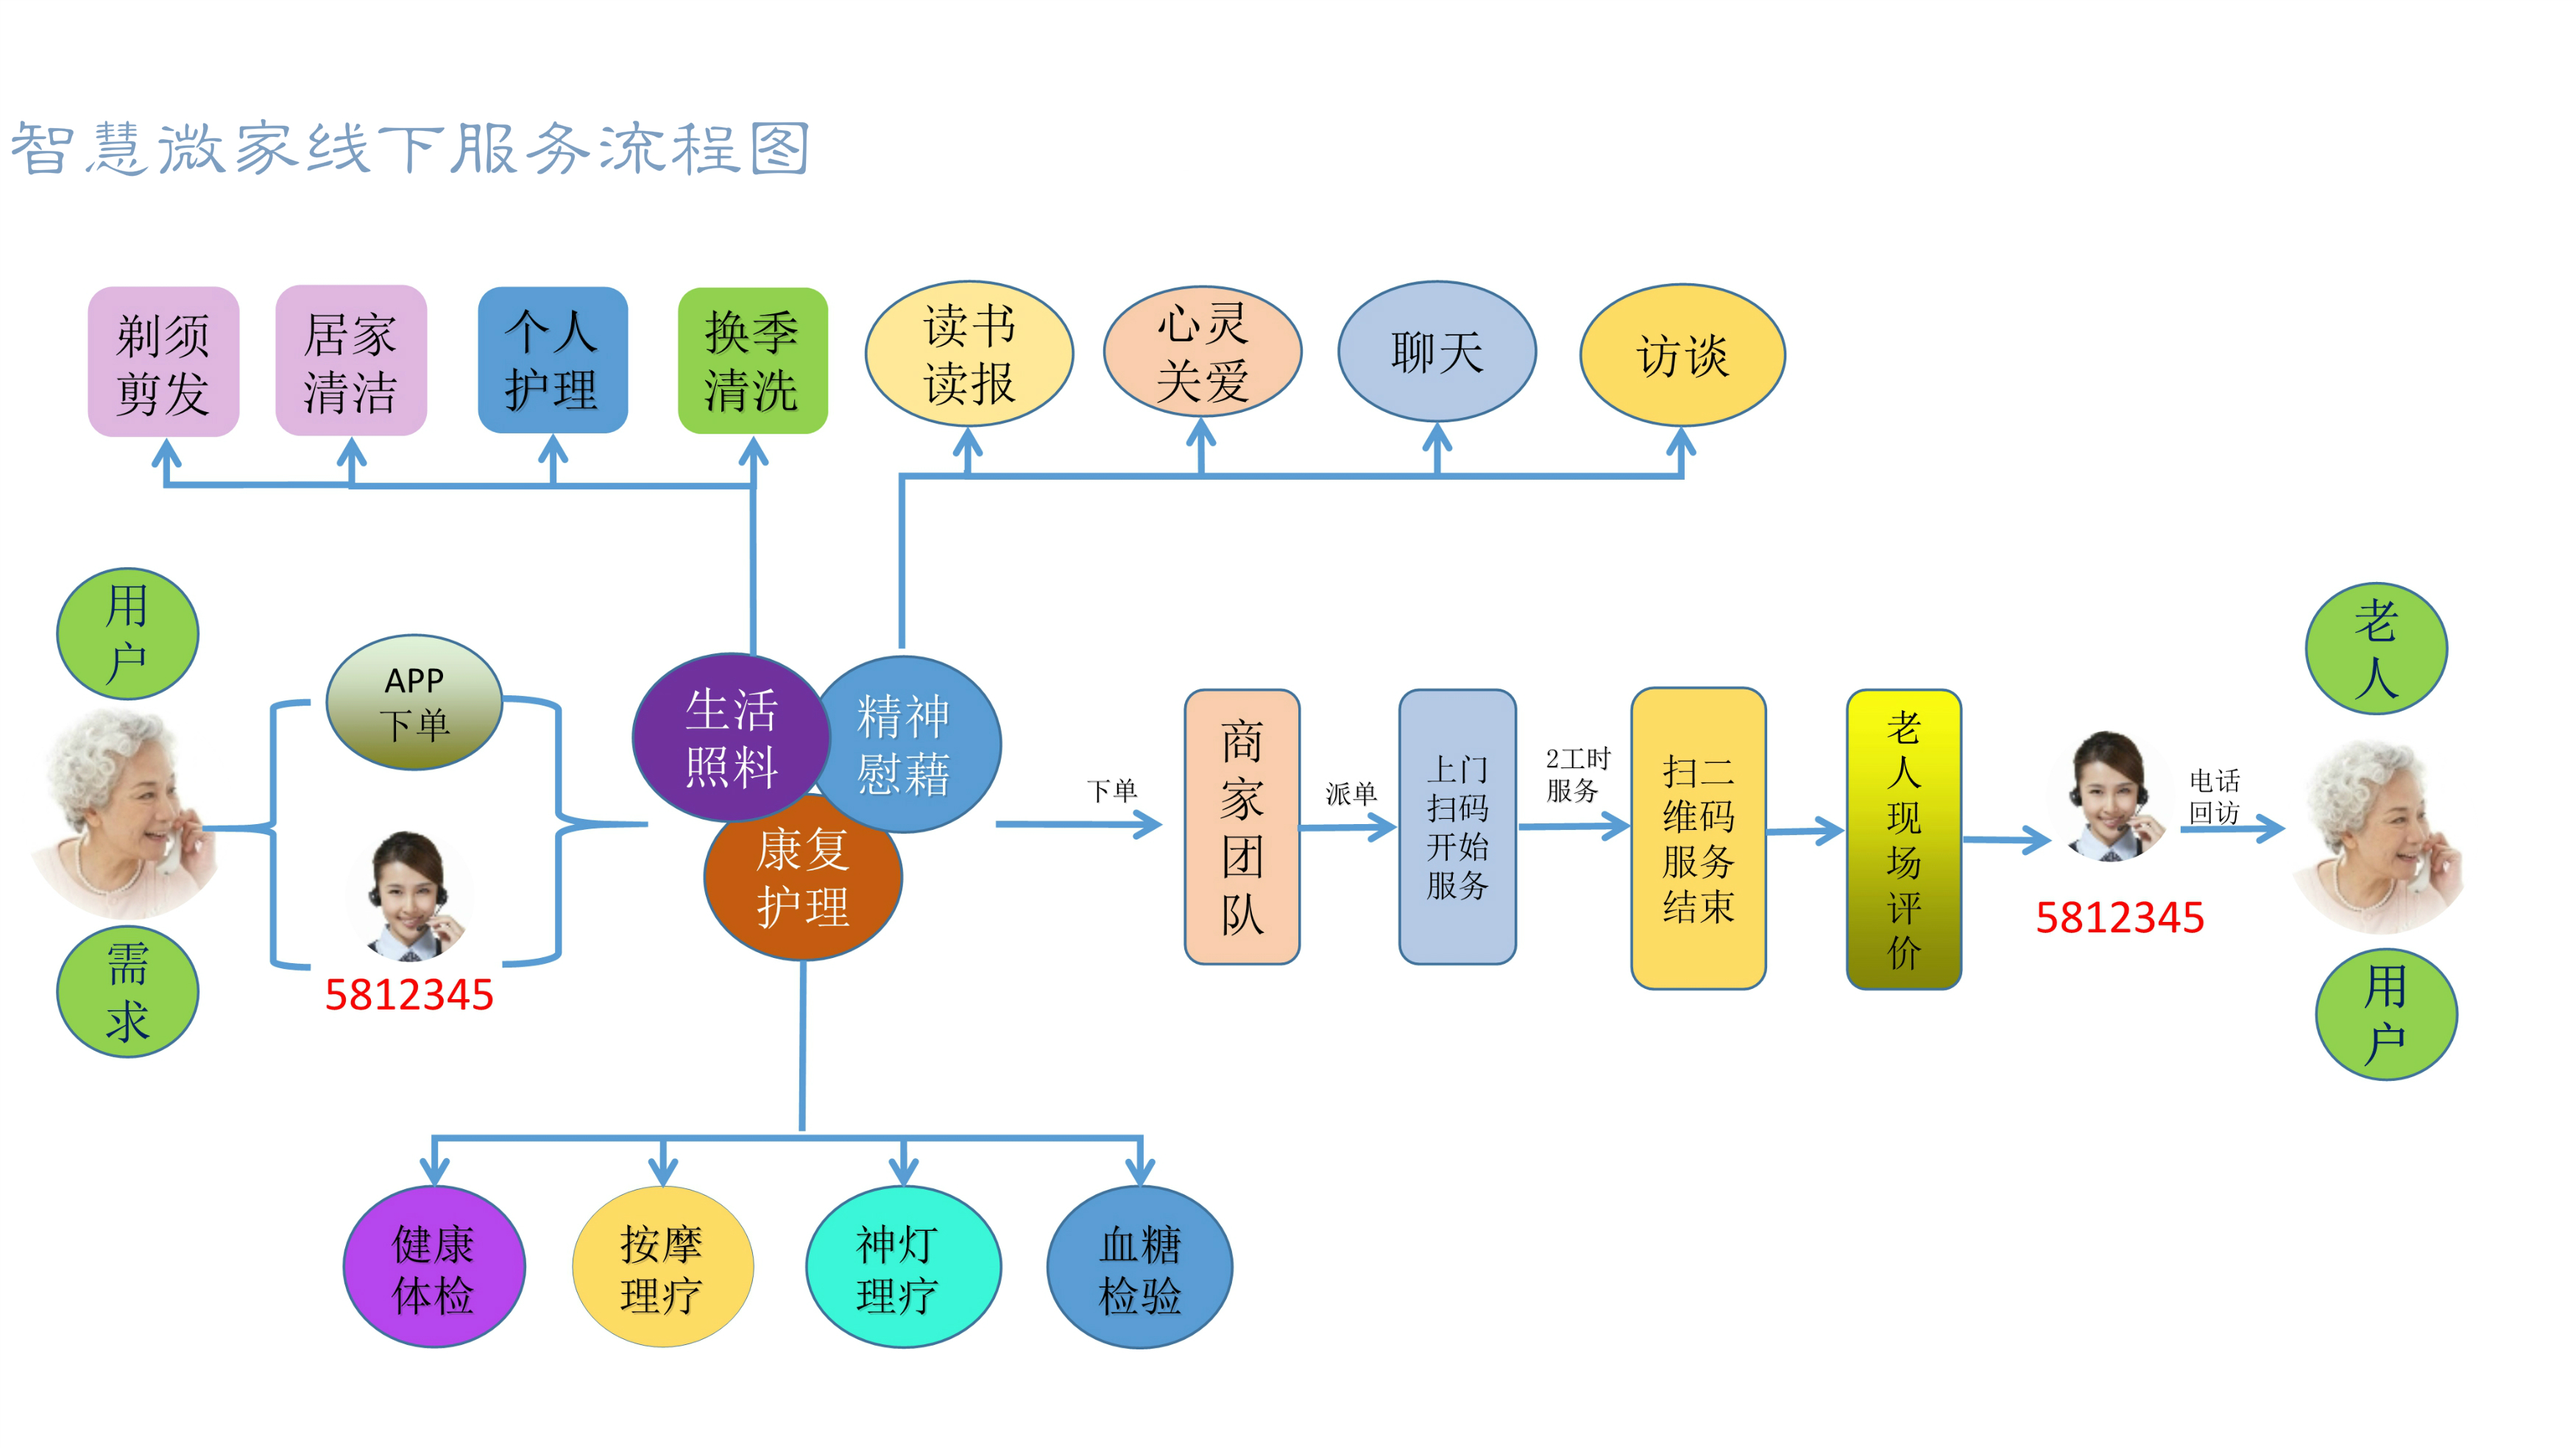 智慧微家线下服务流程图
剃须
剪发
居家
清洁
个人
护理
换季
清洗
读书
读报
心灵
关爱
聊天
访谈
用
户
需
求
APP
下单
5812345
生活
照料
精神
慰藉
康复
护理
下单
商
家
团
队
派单
上门
扫码
开始
服务
2工时
服务
扫二
维码
服务
结束
老
人
现
场
评
价
5812345
电话
回访
老
人
用
户
健康
体检
按摩
理疗
神灯
理疗
血糖
检验